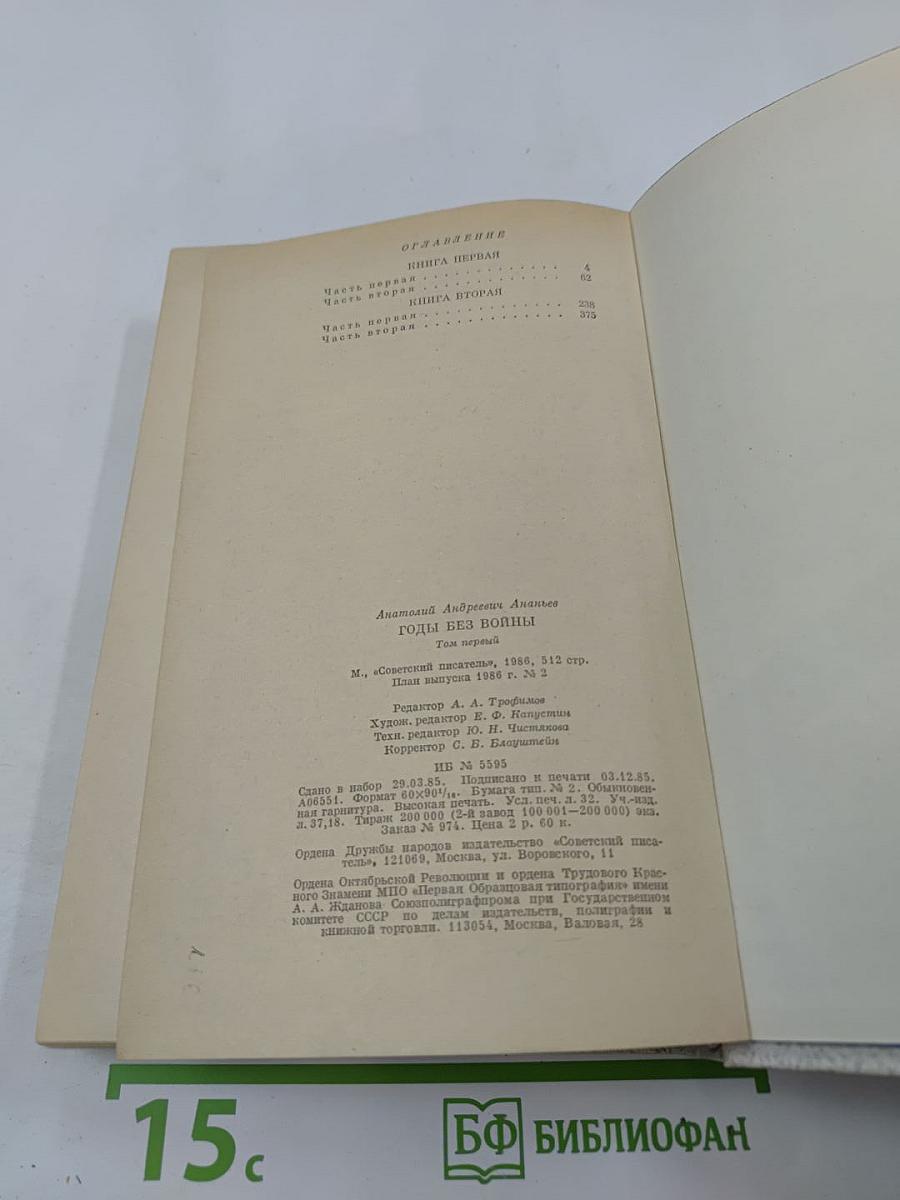 ОГЛАВЛЕНИЕ
КНИГА ПЕРВАЯ
Часть первая . . . . . . . . . . . . . 4
Часть вторая . . . . . . . . . . . . . 62
КНИГА ВТОРАЯ
Часть первая . . . . . . . . . . . . . 238
Часть вторая . . . . . . . . . . . . . 375
Анатолий Андреевич Ананьев
ГОДЫ БЕЗ ВОЙНЫ
Том первый
М., «Советский писатель», 1986, 512 стр.
План выпуска 1986 г. № 2
Редактор А. А. Трофимов
Худож. редактор Е. Ф. Капустин
Техн. редактор Ю. Н. Чистякова
Корректор С. Б. Блауштейн
ИБ № 5595
Сдано в набор 29.03.85. Подписано к печати 03.12.85.
А06551. Формат 60×90¹/₁₆. Бумага тип. № 2. Обыкновен-
ная гарнитура. Высокая печать. Усл. печ. л. 32. Уч.-изд.
л. 37,18. Тираж 200 000 (2-й завод 100 001—200 000) экз.
Заказ № 974. Цена 2 р. 60 к.
Ордена Дружбы народов издательство «Советский писа-
тель», 121069, Москва, ул. Воровского, 11
Ордена Октябрьской Революции и ордена Трудового Крас-
ного Знамени МПО «Первая Образцовая типография» имени
А. А. Жданова Союзполиграфпрома при Государственном
комитете СССР по делам издательств, полиграфии и
книжной торговли. 113054, Москва, Валовая, 28
15 с
БФ БИБЛИОФАН